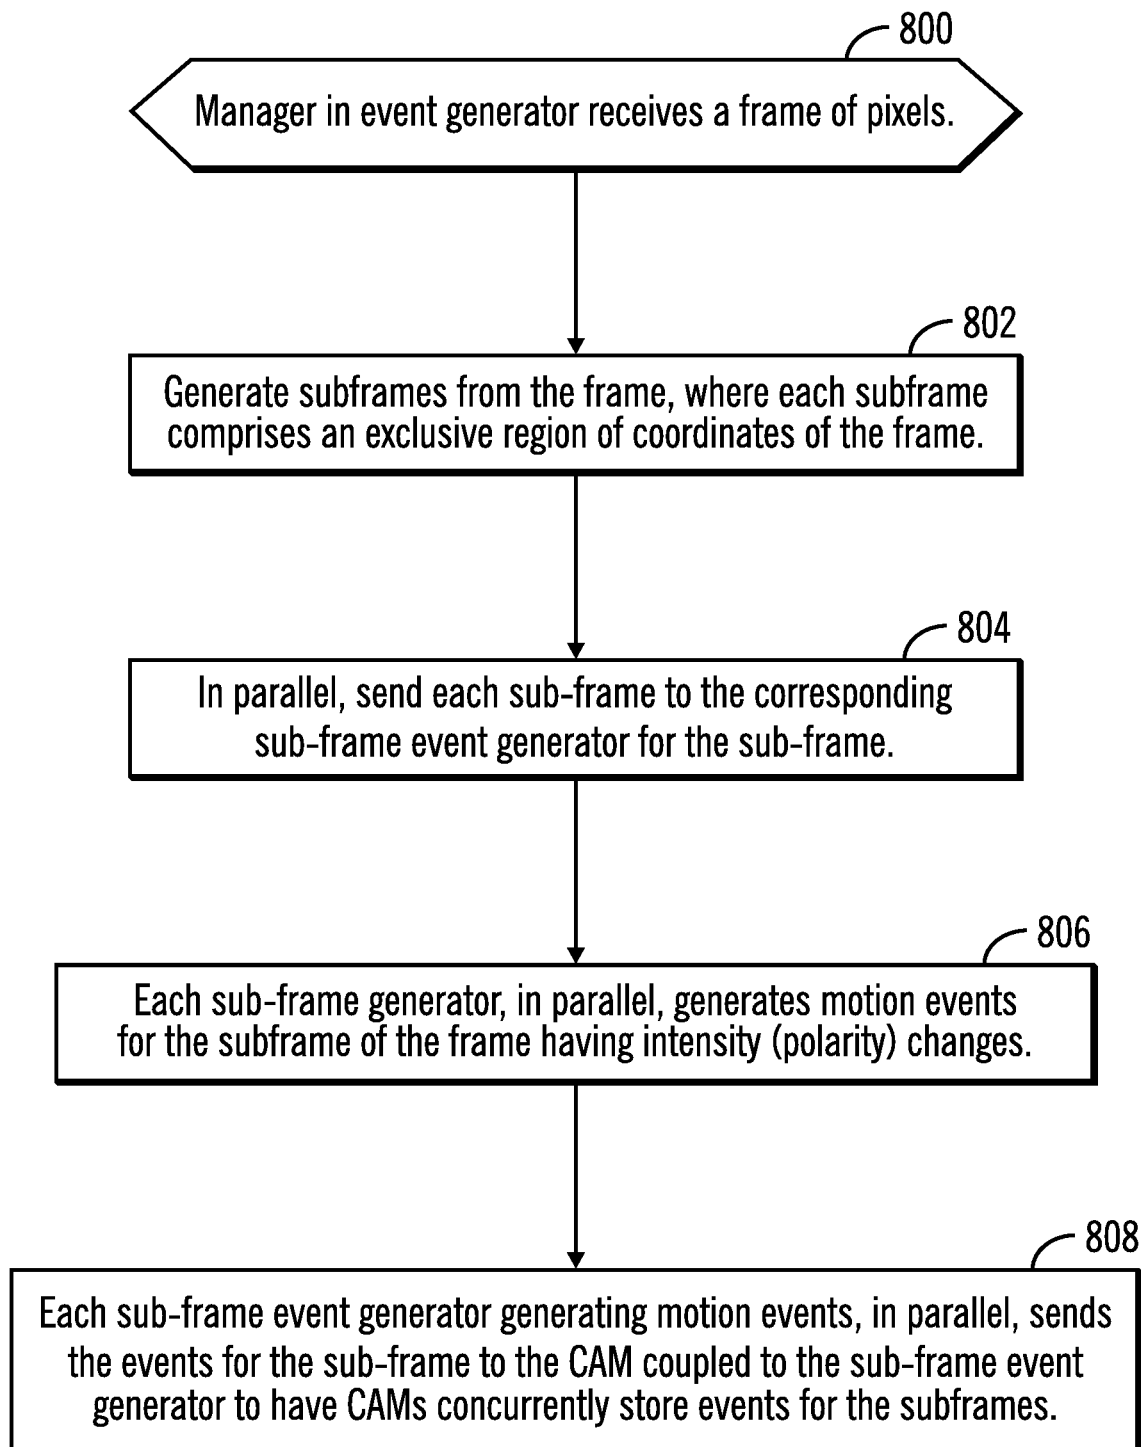 800
Manager in event generator receives a frame of pixels.
802
Generate subframes from the frame, where each subframe
comprises an exclusive region of coordinates of the frame.
804
In parallel, send each sub-frame to the corresponding
sub-frame event generator for the sub-frame.
806
Each sub-frame generator, in parallel, generates motion events
for the subframe of the frame having intensity (polarity) changes.
808
Each sub-frame event generator generating motion events, in parallel, sends
the events for the sub-frame to the CAM coupled to the sub-frame event
generator to have CAMs concurrently store events for the subframes.